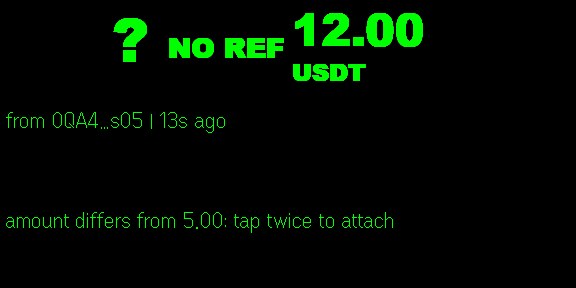 ? NO REF 12.00
USDT
from 0QA4…s05 | 13s ago
amount differs from 5.00: tap twice to attach